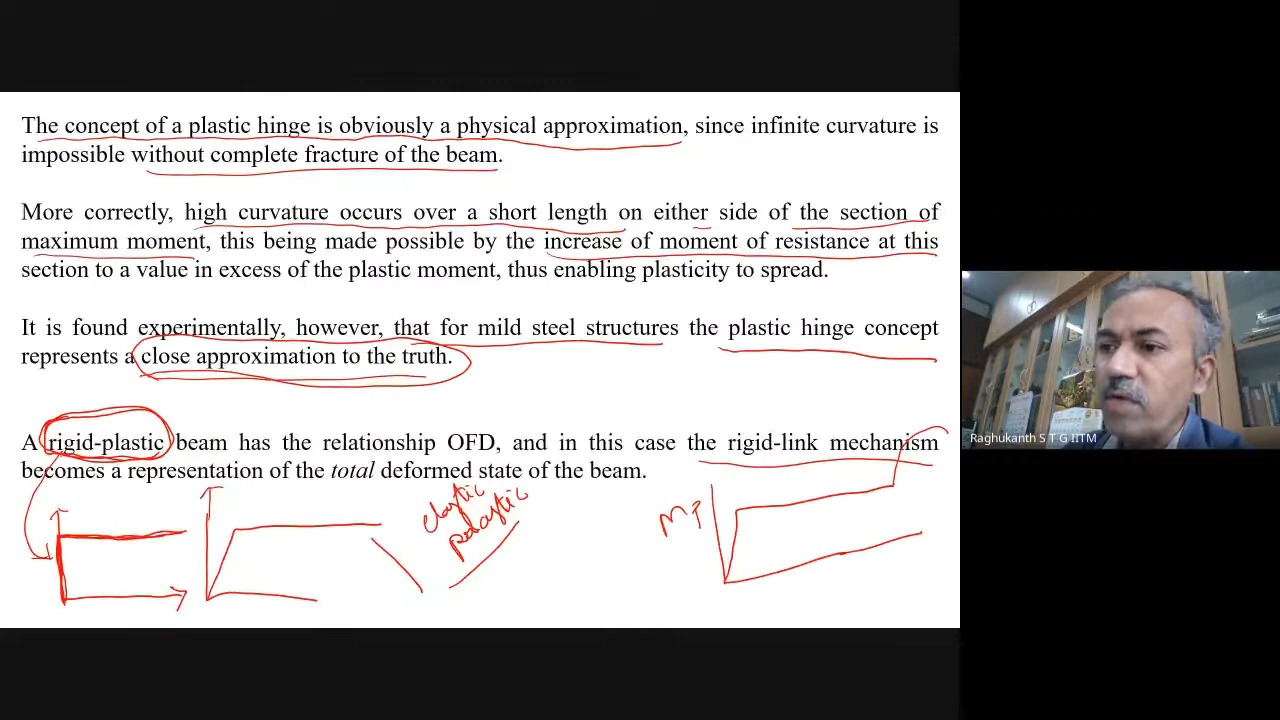 The concept of a plastic hinge is obviously a physical approximation, since infinite curvature is
impossible without complete fracture of the beam.
More correctly, high curvature occurs over a short length on either side of the section of
maximum moment, this being made possible by the increase of moment of resistance at this
section to a value in excess of the plastic moment, thus enabling plasticity to spread.
It is found experimentally, however, that for mild steel structures the plastic hinge concept
represents a close approximation to the truth.
A rigid-plastic beam has the relationship OFD, and in this case the rigid-link mechanism
becomes a representation of the total deformed state of the beam.
elastic
MP
Raghukanth S T G IITM